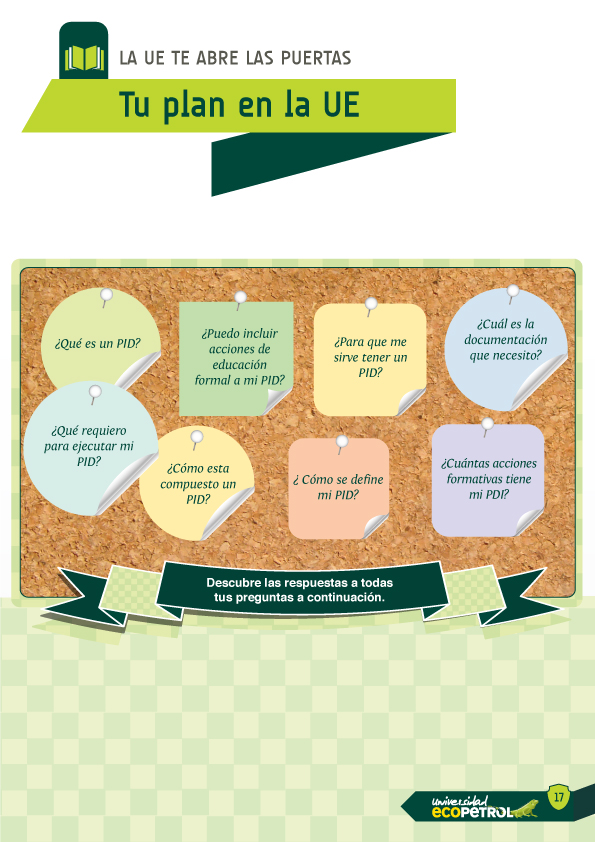 LA UE TE ABRE LAS PUERTAS
Tu plan en la UE
¿Qué es un PID?
¿Puedo incluir
acciones de
educación
formal a mi PID?
¿Para que me
sirve tener un
PID?
¿Cuál es la
documentación
que necesito?
¿Qué requiero
para ejecutar mi
PID?
¿Cómo esta
compuesto un
PID?
¿ Cómo se define
mi PID?
¿Cuántas acciones
formativas tiene
mi PDI?
Descubre las respuestas a todas
tus preguntas a continuación.
Universidad
ECOPETROL
17